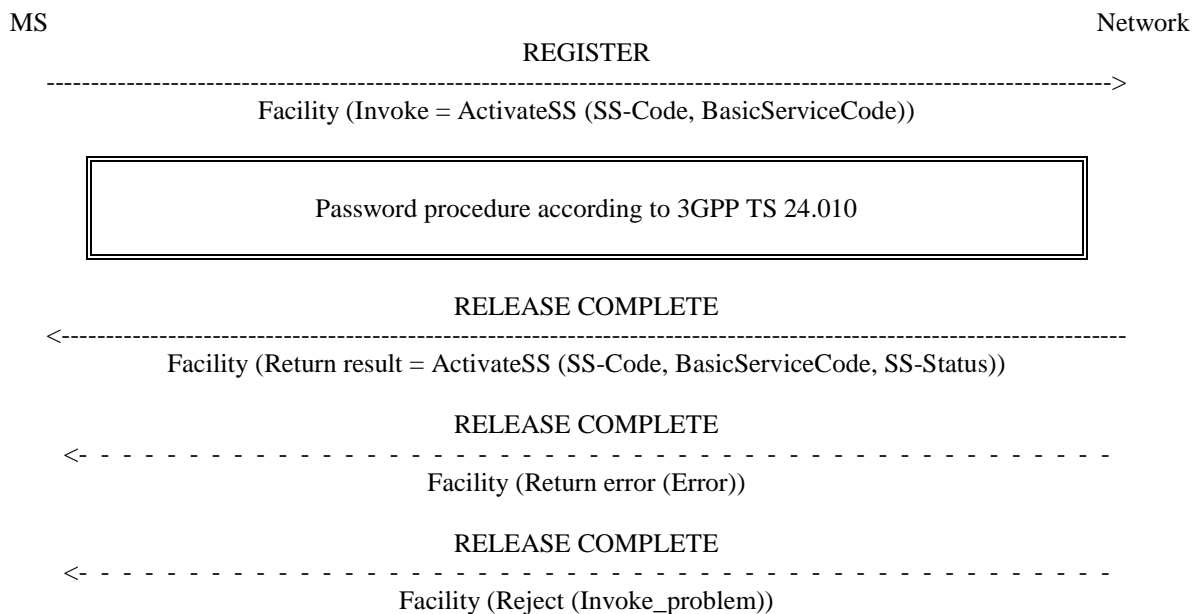 MS Network
REGISTER
------------------------------------------------------------------------------------------------------------------------>
Facility (Invoke = ActivateSS (SS-Code, BasicServiceCode))
Password procedure according to 3GPP TS 24.010
RELEASE COMPLETE
<------------------------------------------------------------------------------------------------------------------------
Facility (Return result = ActivateSS (SS-Code, BasicServiceCode, SS-Status))
RELEASE COMPLETE
<- - - - - - - - - - - - - - - - - - - - - - - - - - - - - - - - - - - - - - - - - - - - - - - -
Facility (Return error (Error))
RELEASE COMPLETE
<- - - - - - - - - - - - - - - - - - - - - - - - - - - - - - - - - - - - - - - - - - - - - - - -
Facility (Reject (Invoke_problem))